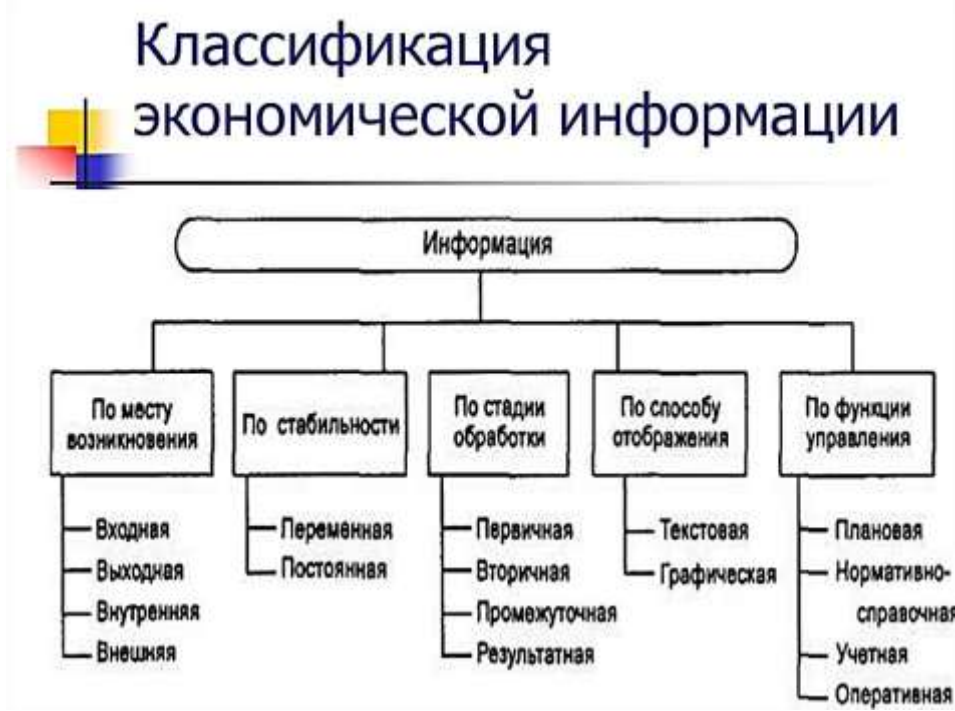 Классификация
экономической информации
Информация
По месту
возникновения
По стабильности
По стадии
обработки
По способу
отображения
По функции
управления
Входная
Выходная
Внутренняя
Внешняя
Переменная
Постоянная
Первичная
Вторичная
Промежуточная
Результатная
Текстовая
Графическая
Плановая
Нормативно-
справочная
Учетная
Оперативная